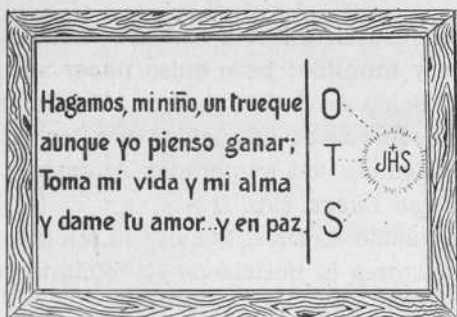 Hagamos, mi niño, un trueque
aunque yo pienso ganar;
Toma mi vida y mi alma
y dame tu amor...y en paz.
O
T
S
JHS